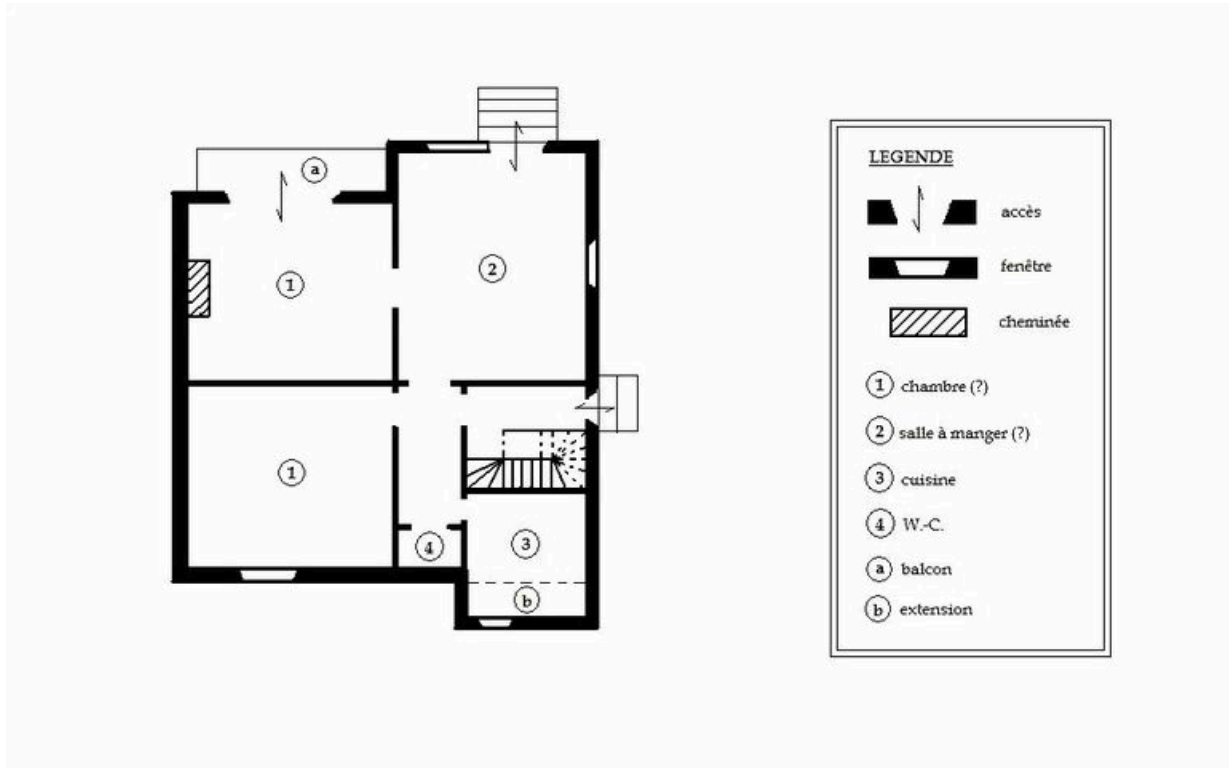 a
1
2
1
4
3
b
LEGENDE
accès
fenêtre
cheminée
1 chambre (?)
2 salle à manger (?)
3 cuisine
4 W.-C.
a balcon
b extension